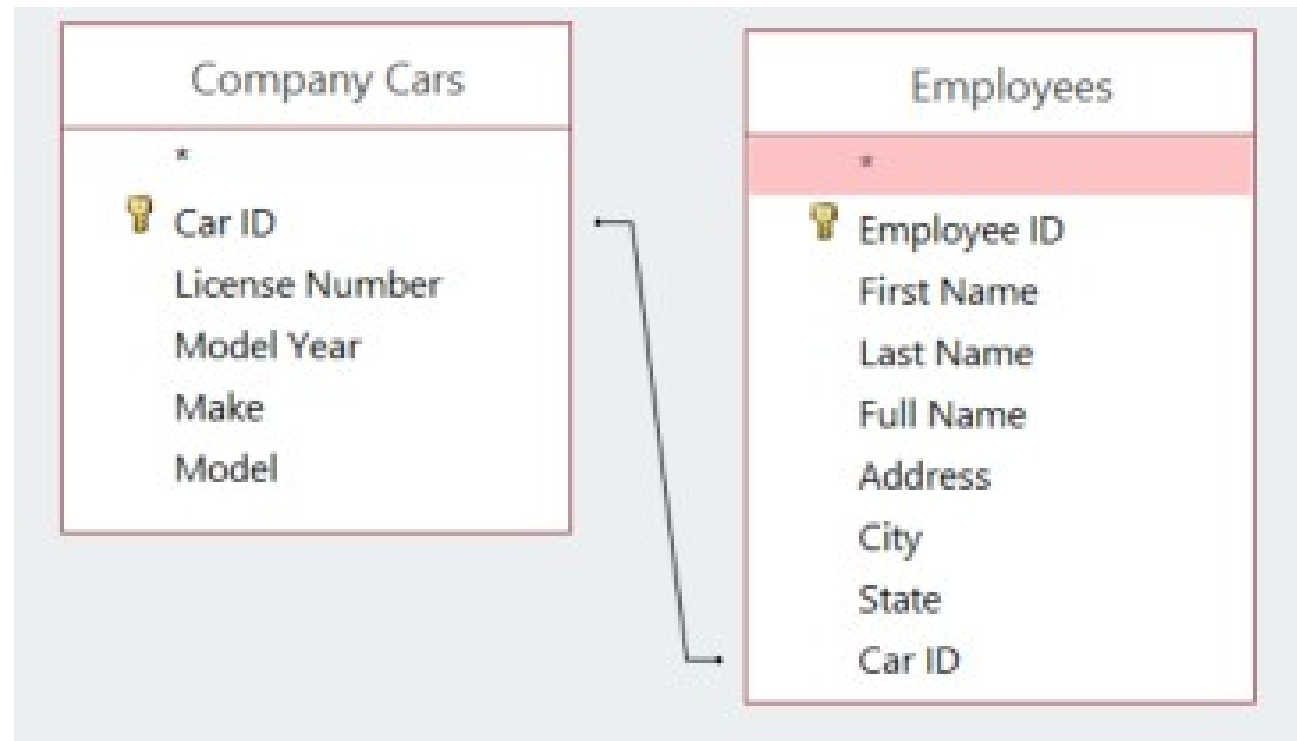 Company Cars
*
Car ID
License Number
Model Year
Make
Model
Employees
*
Employee ID
First Name
Last Name
Full Name
Address
City
State
Car ID